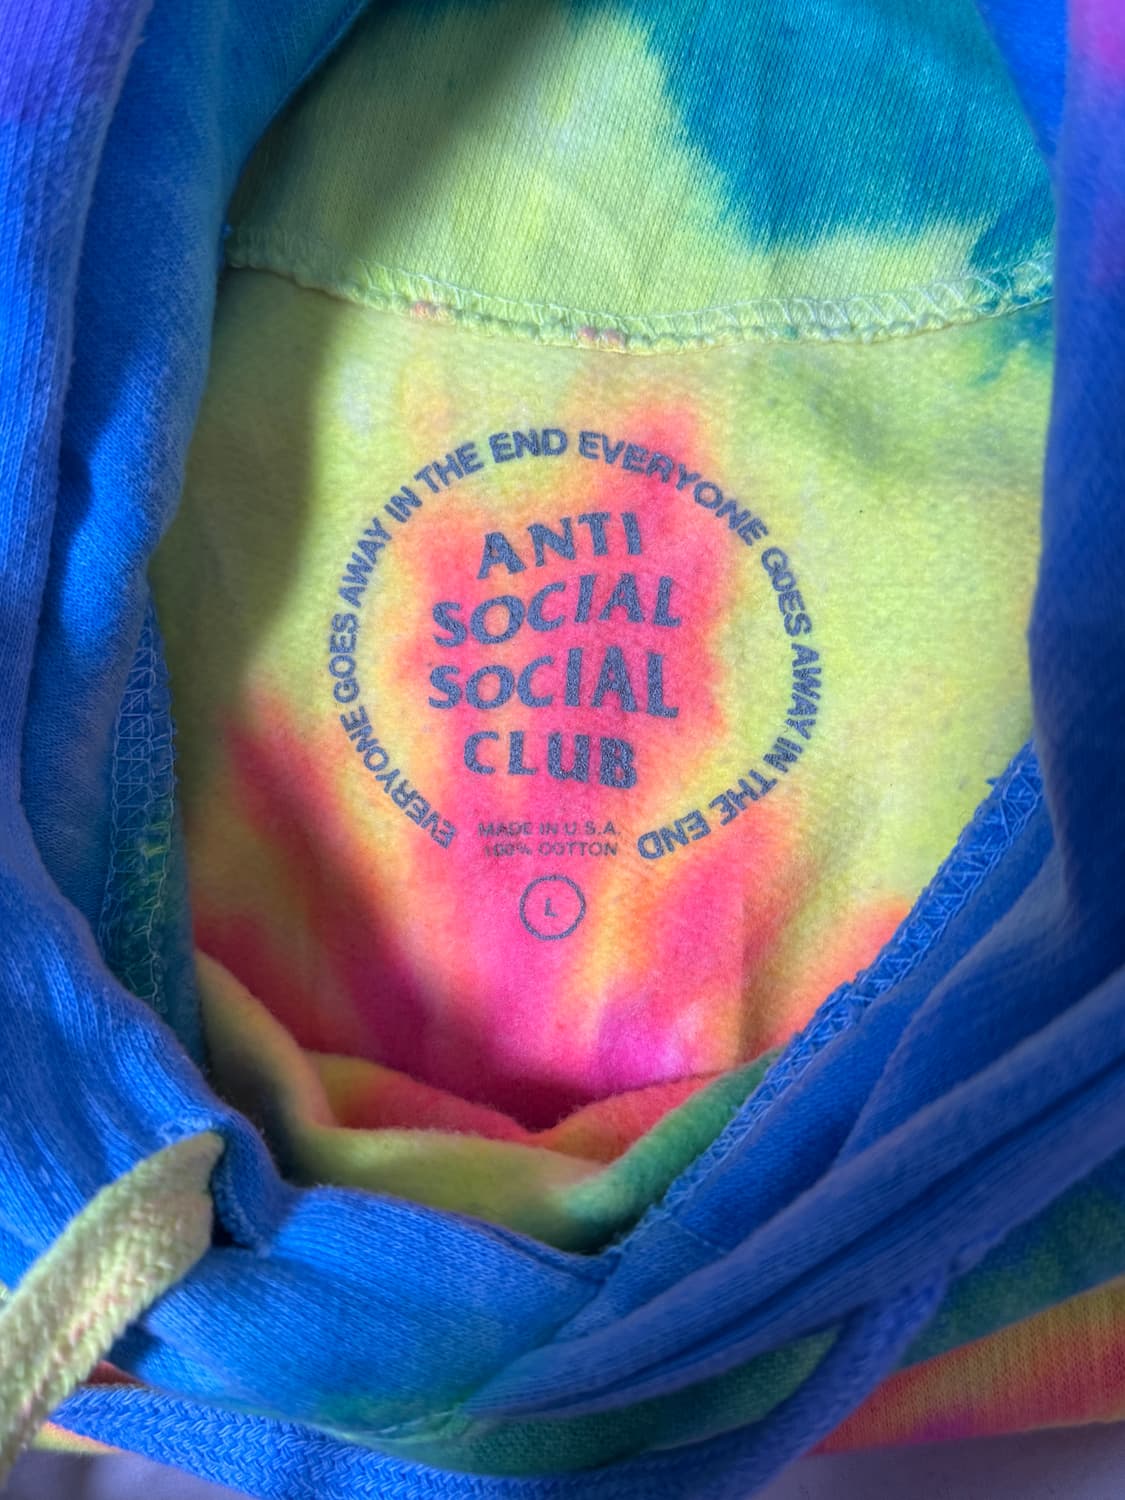 EVERYONE GOES AWAY IN THE END EVERYONE GOES AWAY IN THE END
ANTI
SOCIAL
SOCIAL
CLUB
MADE IN U.S.A.
100% COTTON
L